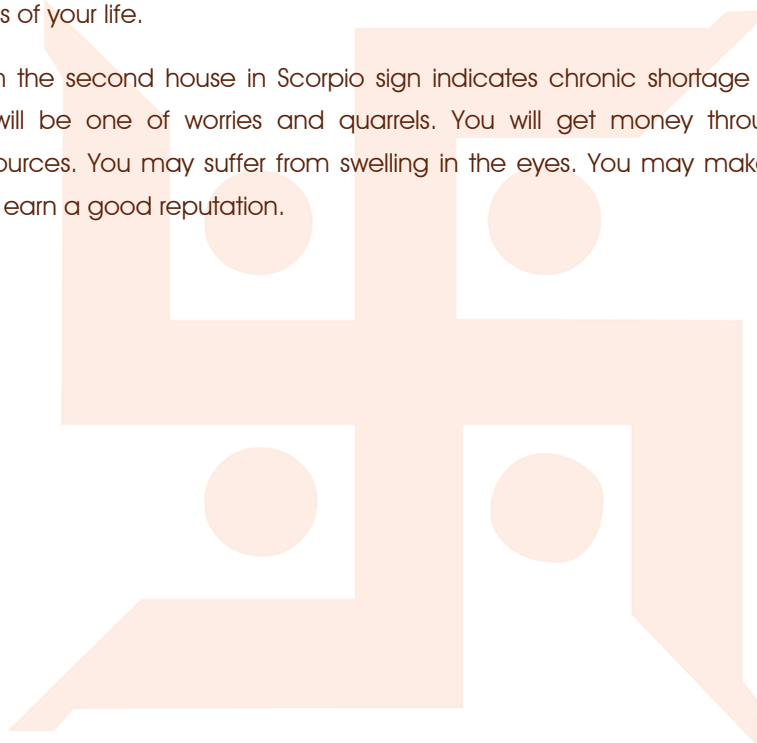 s of your life.
the second house in Scorpio sign indicates chronic shortage
will be one of worries and quarrels. You will get money throu
ources. You may suffer from swelling in the eyes. You may mak
earn a good reputation.